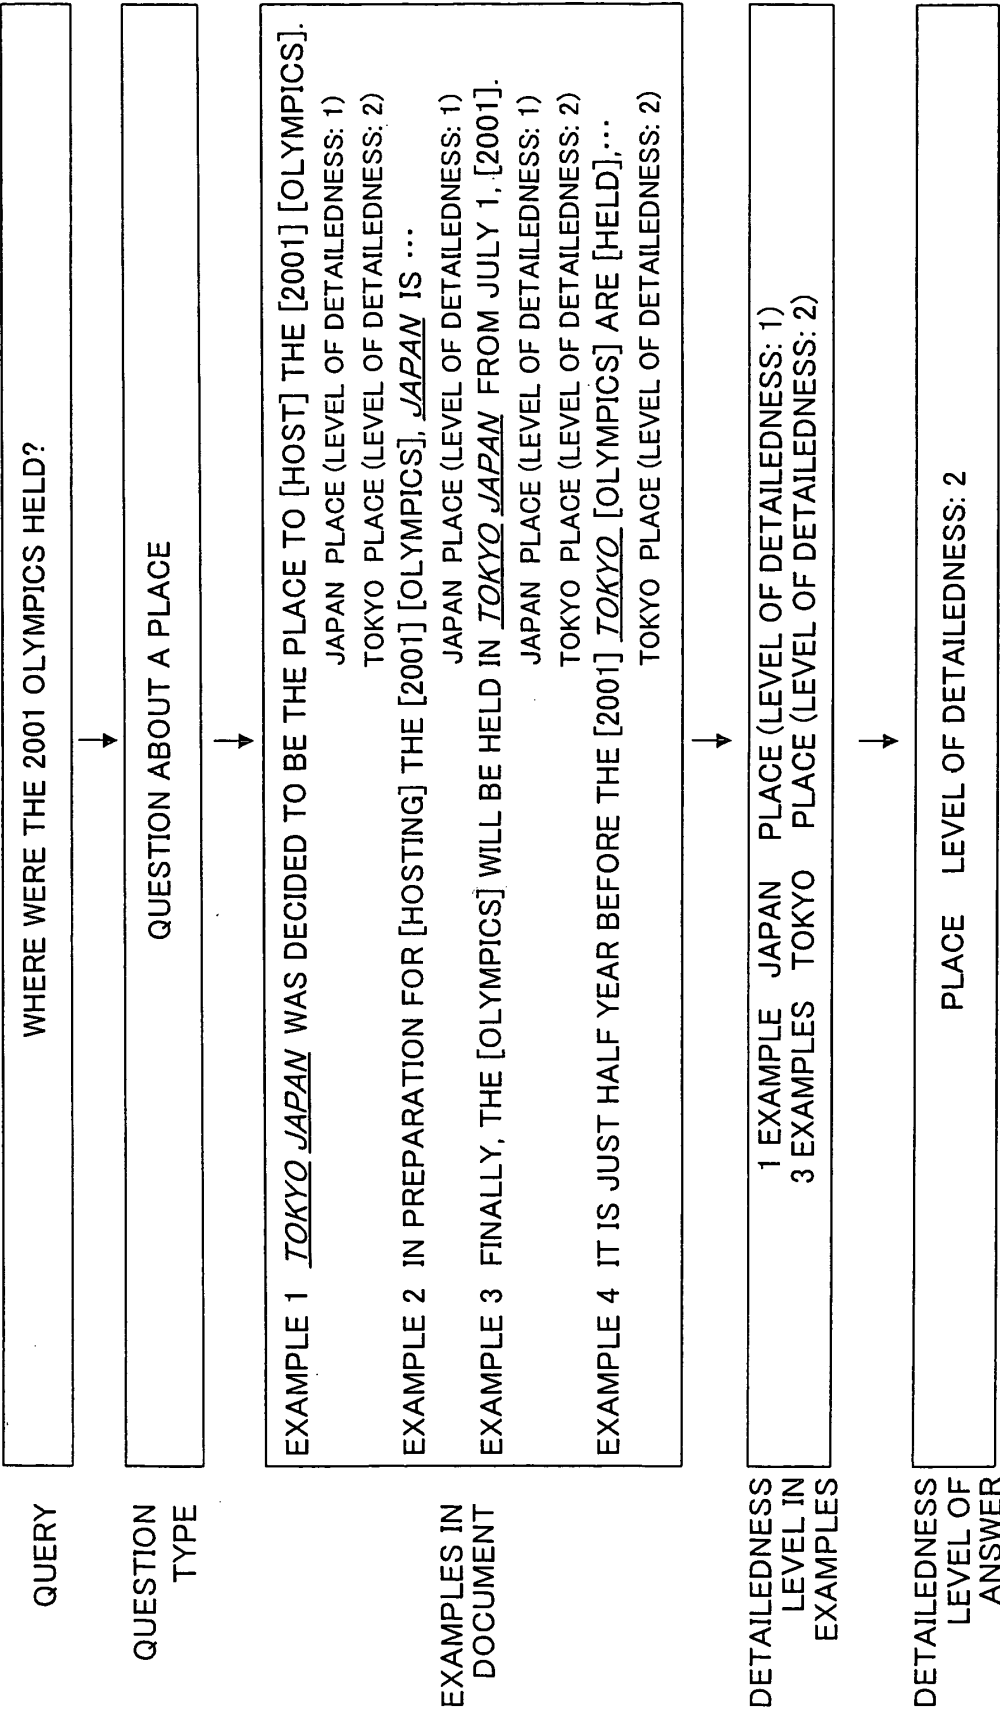 QUERY
WHERE WERE THE 2001 OLYMPICS HELD?
QUESTION
TYPE
QUESTION ABOUT A PLACE
EXAMPLES IN
DOCUMENT
EXAMPLE 1 TOKYO JAPAN WAS DECIDED TO BE THE PLACE TO [HOST] THE [2001] [OLYMPICS].
JAPAN PLACE (LEVEL OF DETAILEDNESS: 1)
TOKYO PLACE (LEVEL OF DETAILEDNESS: 2)
EXAMPLE 2 IN PREPARATION FOR [HOSTING] THE [2001] [OLYMPICS], JAPAN IS ···
JAPAN PLACE (LEVEL OF DETAILEDNESS: 1)
EXAMPLE 3 FINALLY, THE [OLYMPICS] WILL BE HELD IN TOKYO JAPAN FROM JULY 1, [2001].
JAPAN PLACE (LEVEL OF DETAILEDNESS: 1)
TOKYO PLACE (LEVEL OF DETAILEDNESS: 2)
EXAMPLE 4 IT IS JUST HALF YEAR BEFORE THE [2001] TOKYO [OLYMPICS] ARE [HELD],···
TOKYO PLACE (LEVEL OF DETAILEDNESS: 2)
DETAILEDNESS
LEVEL IN
EXAMPLES
1 EXAMPLE JAPAN PLACE (LEVEL OF DETAILEDNESS: 1)
3 EXAMPLES TOKYO PLACE (LEVEL OF DETAILEDNESS: 2)
DETAILEDNESS
LEVEL OF
ANSWER
PLACE LEVEL OF DETAILEDNESS: 2